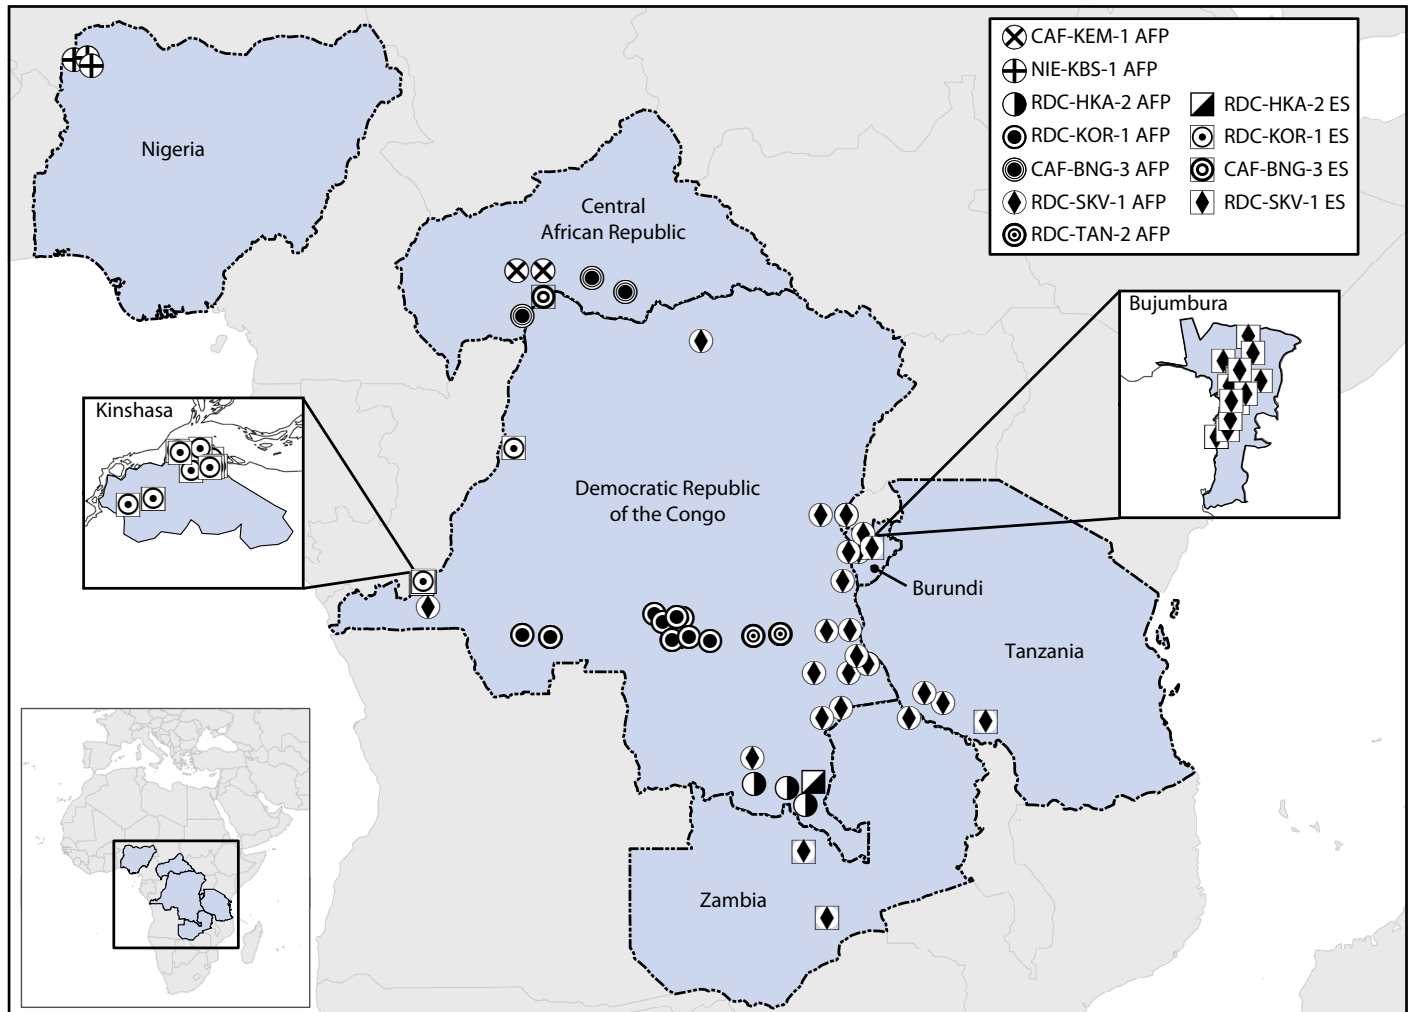 CAF-KEM-1 AFP
NIE-KBS-1 AFP
RDC-HKA-2 AFP
RDC-HKA-2 ES
RDC-KOR-1 AFP
RDC-KOR-1 ES
CAF-BNG-3 AFP
CAF-BNG-3 ES
RDC-SKV-1 AFP
RDC-SKV-1 ES
RDC-TAN-2 AFP
Nigeria
Central
African Republic
Bujumbura
Kinshasa
Democratic Republic
of the Congo
Burundi
Tanzania
Zambia